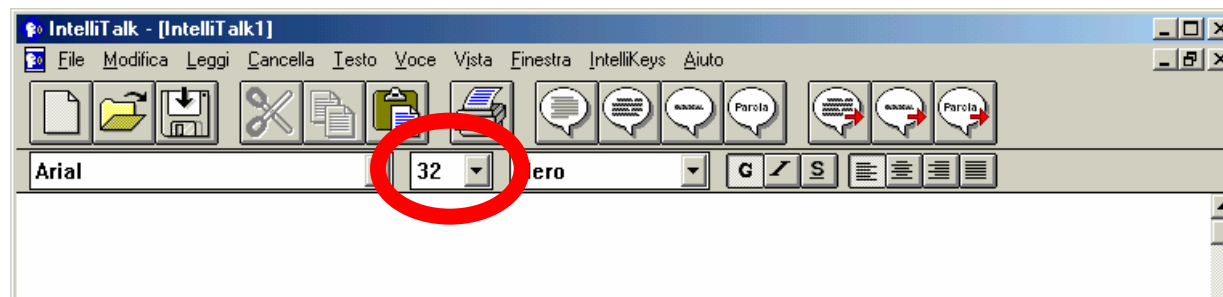 IntelliTalk - [IntelliTalk1]
File Modifica Leggi Cancella Testo Voce Vista Finestra IntelliKeys Aiuto
Parola Parola
Arial 32 Nero G I S